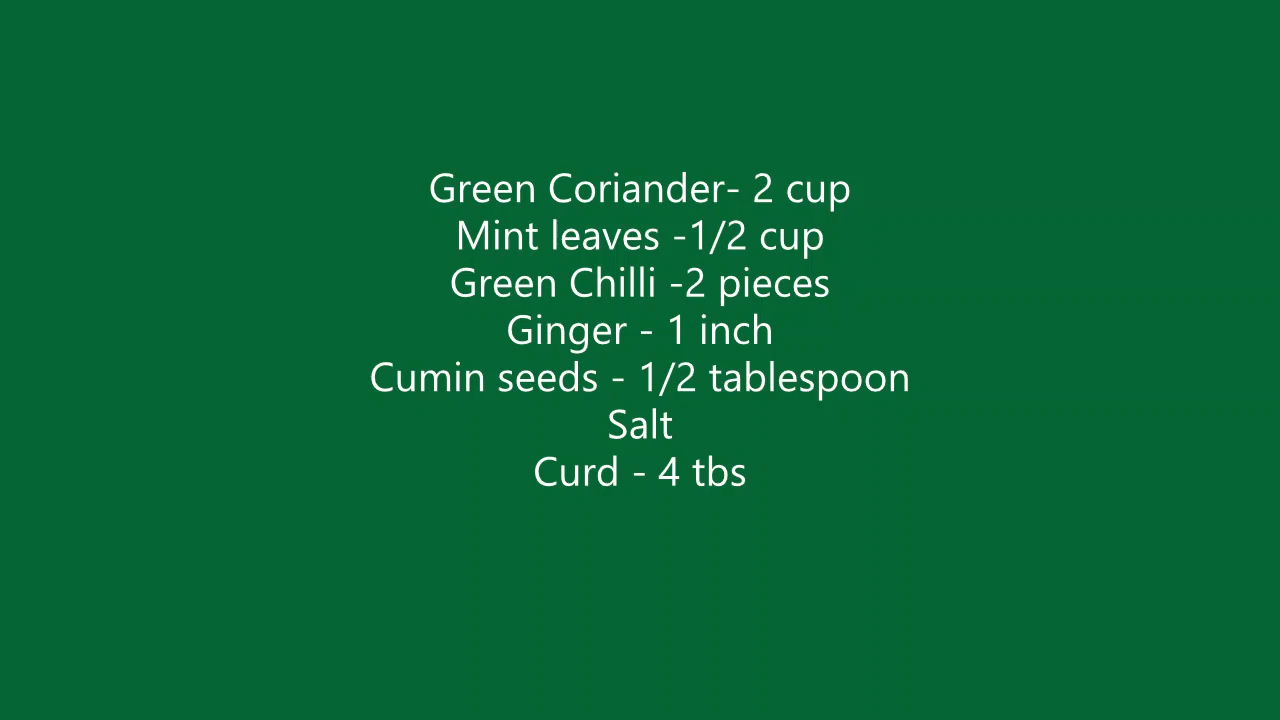 Green Coriander- 2 cup
Mint leaves -1/2 cup
Green Chilli -2 pieces
Ginger - 1 inch
Cumin seeds - 1/2 tablespoon
Salt
Curd - 4 tbs